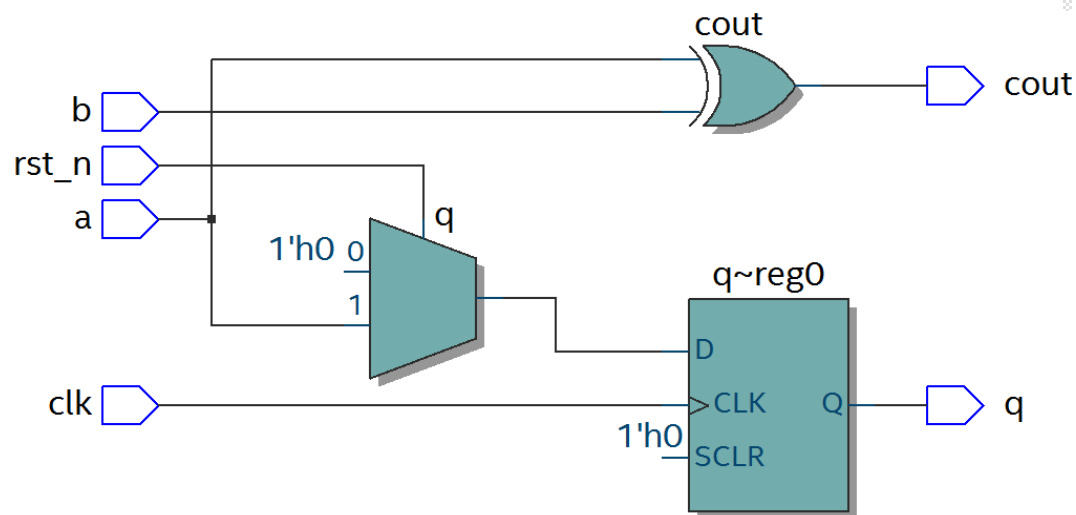 cout
cout
b
rst_n
a
q
1'h0 0
1
q~reg0
D
clk
CLK Q
q
1'h0
SCLR